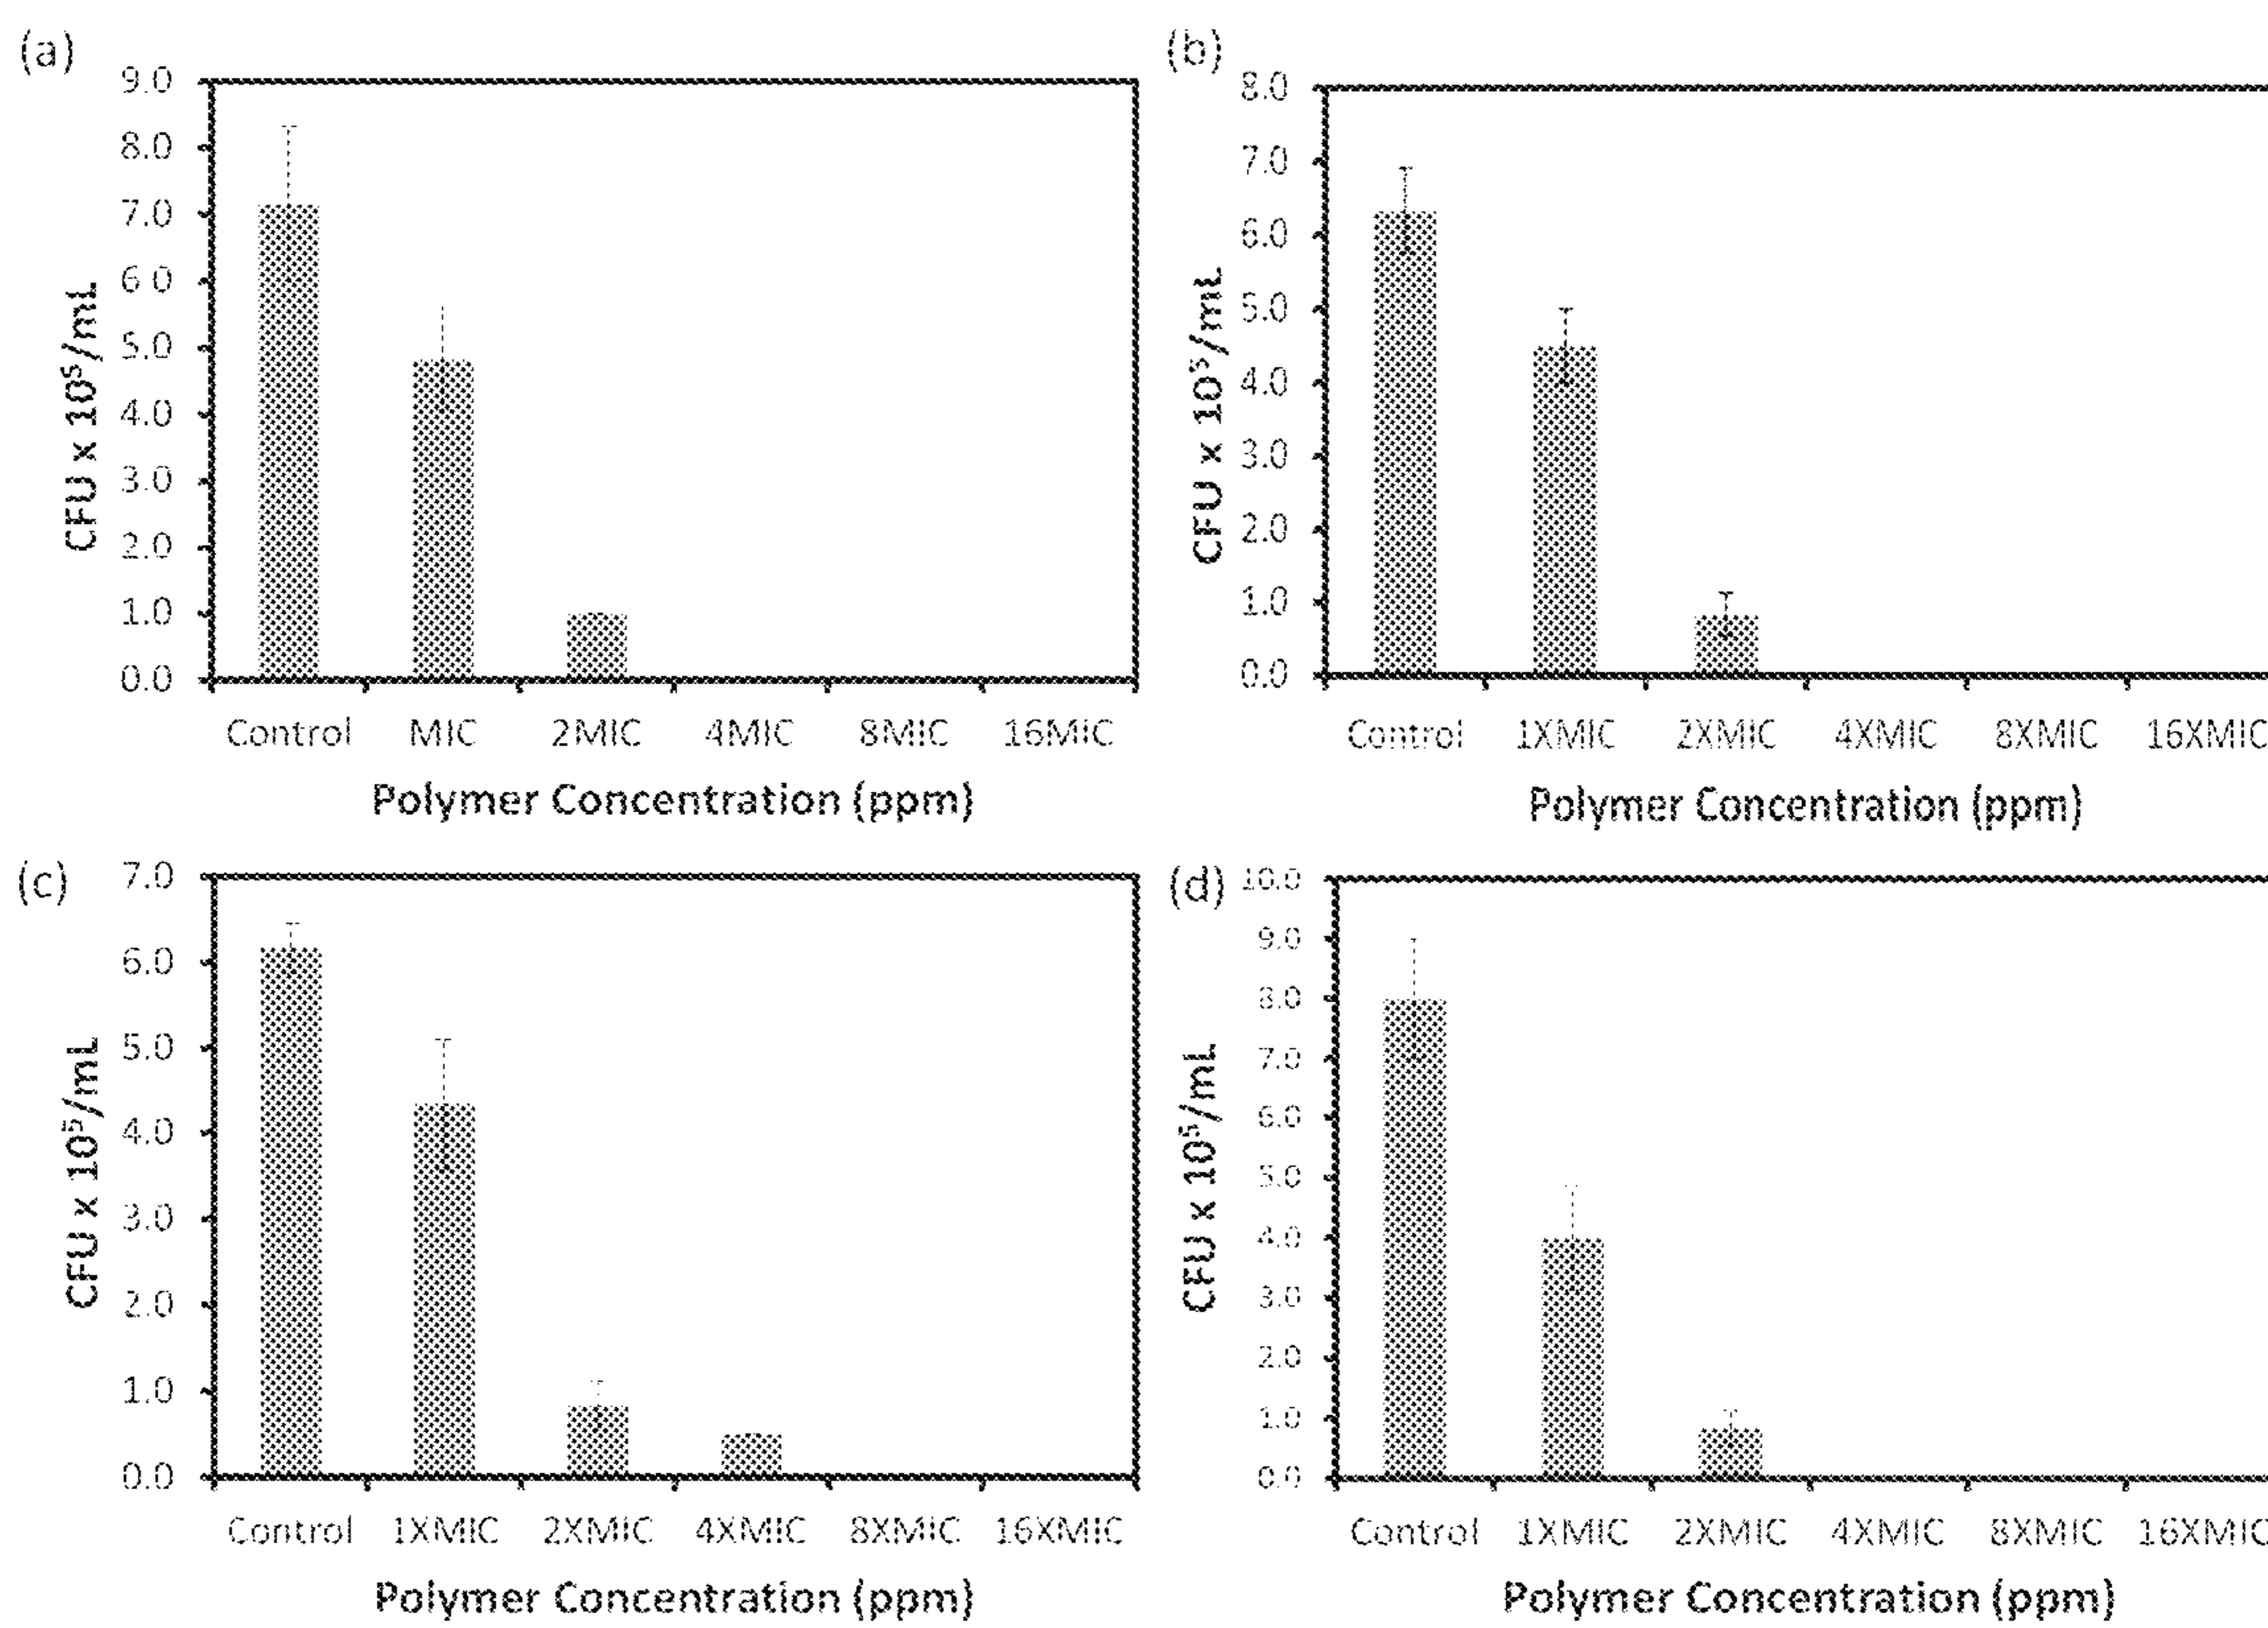 (a)
9.0
8.0
7.0
6.0
5.0
4.0
3.0
2.0
1.0
0.0
CFU x 10⁵/mL
Control MIC 2MIC 4MIC 8MIC 16MIC
Polymer Concentration (ppm)
(b)
8.0
7.0
6.0
5.0
4.0
3.0
2.0
1.0
0.0
CFU x 10⁵/mL
Control 1XMIC 2XMIC 4XMIC 8XMIC 16XMIC
Polymer Concentration (ppm)
(c)
7.0
6.0
5.0
4.0
3.0
2.0
1.0
0.0
CFU x 10⁵/mL
Control 1XMIC 2XMIC 4XMIC 8XMIC 16XMIC
Polymer Concentration (ppm)
(d)
10.0
9.0
8.0
7.0
6.0
5.0
4.0
3.0
2.0
1.0
0.0
CFU x 10⁵/mL
Control 1XMIC 2XMIC 4XMIC 8XMIC 16XMIC
Polymer Concentration (ppm)